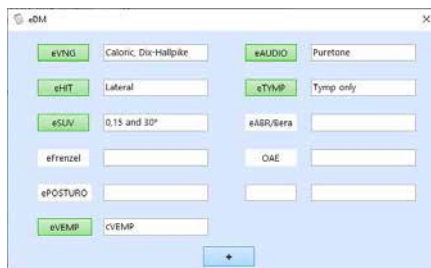 eDM
eVNG Caloric, Dix-Hallpike eAUDIO Puretone
eHIT Lateral eTYMP Tymp only
eSUV 0,15 and 30° eABR/Bera
eFrenzel OAE
ePOSTURO
eVEMP cVEMP
+